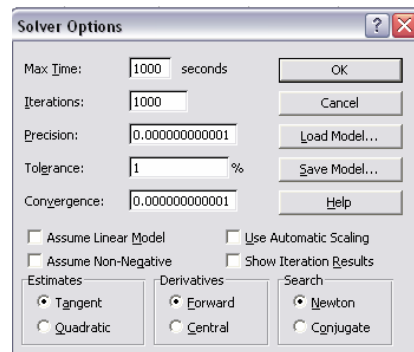 Solver Options
Max Time: 1000 seconds OK
Iterations: 1000 Cancel
Precision: 0.000000000001 Load Model...
Tolerance: 1 % Save Model...
Convergence: 0.000000000001 Help
Assume Linear Model Use Automatic Scaling
Assume Non-Negative Show Iteration Results
Estimates Derivatives Search
Tangent Forward Newton
Quadratic Central Conjugate